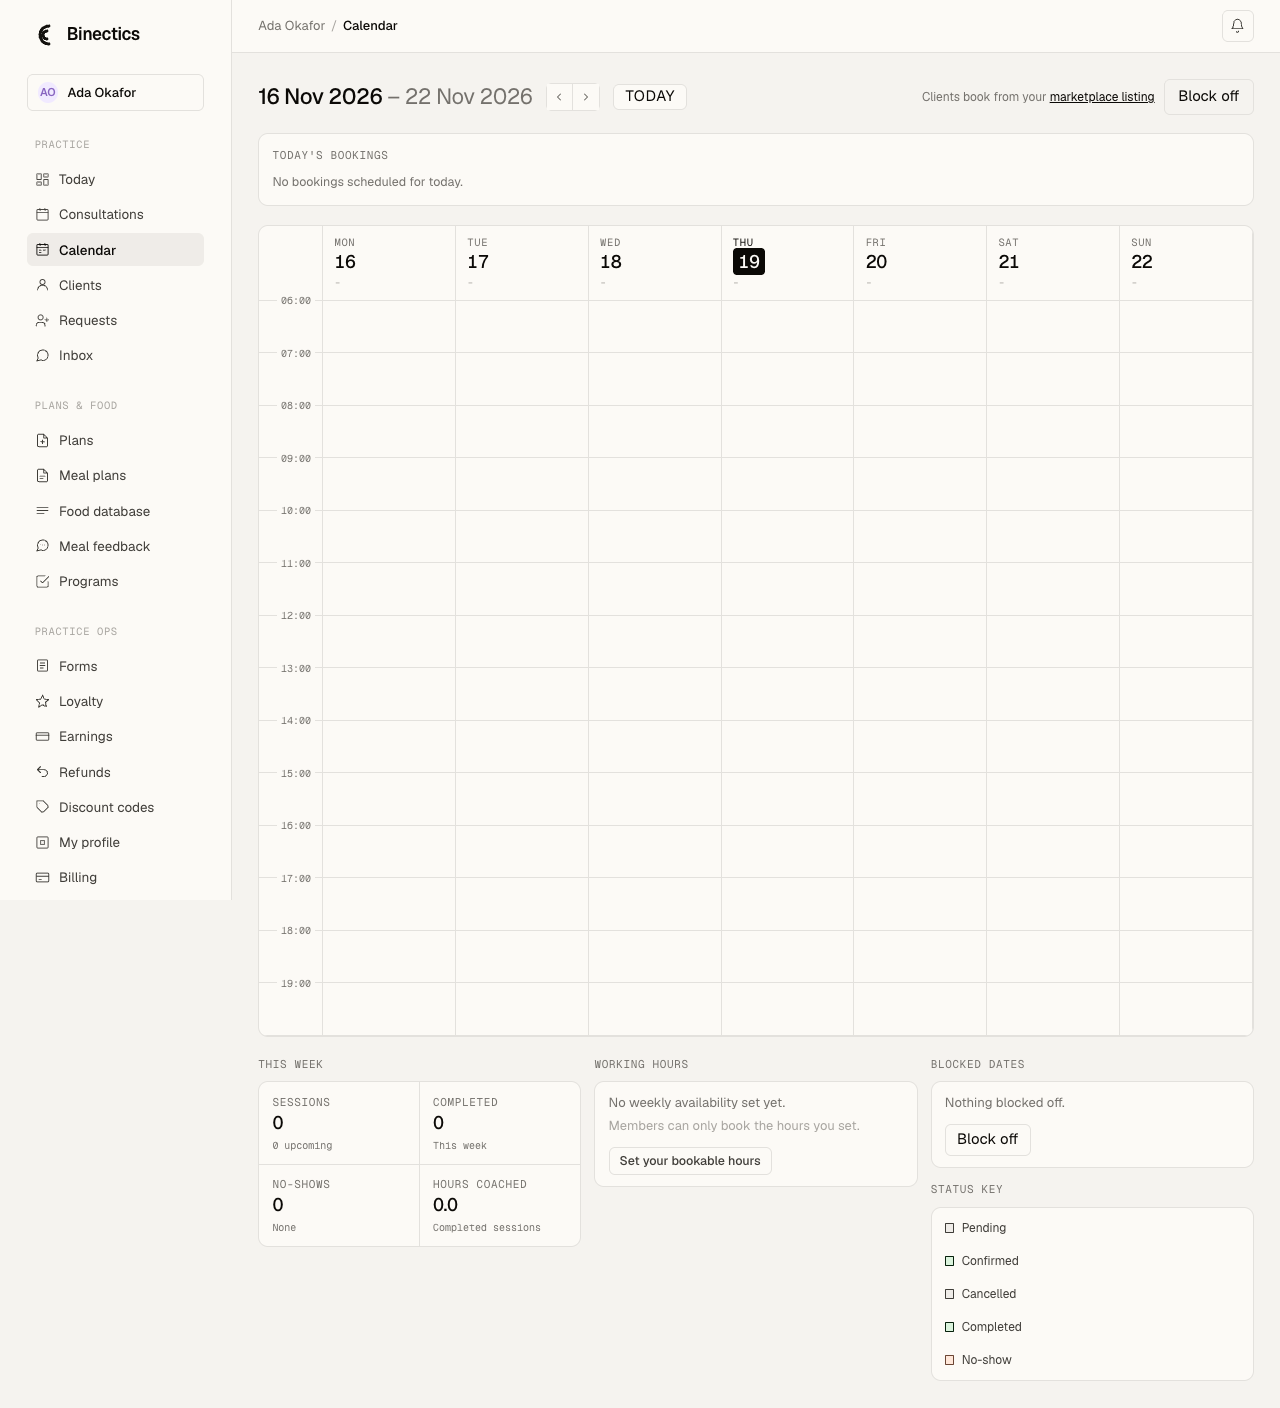 Binectics
AO Ada Okafor
PRACTICE
Today
Consultations
Calendar
Clients
Requests
Inbox
PLANS & FOOD
Plans
Meal plans
Food database
Meal feedback
Programs
PRACTICE OPS
Forms
Loyalty
Earnings
Refunds
Discount codes
My profile
Billing
Ada Okafor / Calendar
16 Nov 2026 – 22 Nov 2026
TODAY
Clients book from your marketplace listing
Block off
TODAY'S BOOKINGS
No bookings scheduled for today.
MON TUE WED THU FRI SAT SUN
16 17 18 19 20 21 22
- - - - - - -
06:00
07:00
08:00
09:00
10:00
11:00
12:00
13:00
14:00
15:00
16:00
17:00
18:00
19:00
THIS WEEK
SESSIONS
0
0 upcoming
COMPLETED
0
This week
NO-SHOWS
0
None
HOURS COACHED
0.0
Completed sessions
WORKING HOURS
No weekly availability set yet.
Members can only book the hours you set.
Set your bookable hours
BLOCKED DATES
Nothing blocked off.
Block off
STATUS KEY
Pending
Confirmed
Cancelled
Completed
No-show